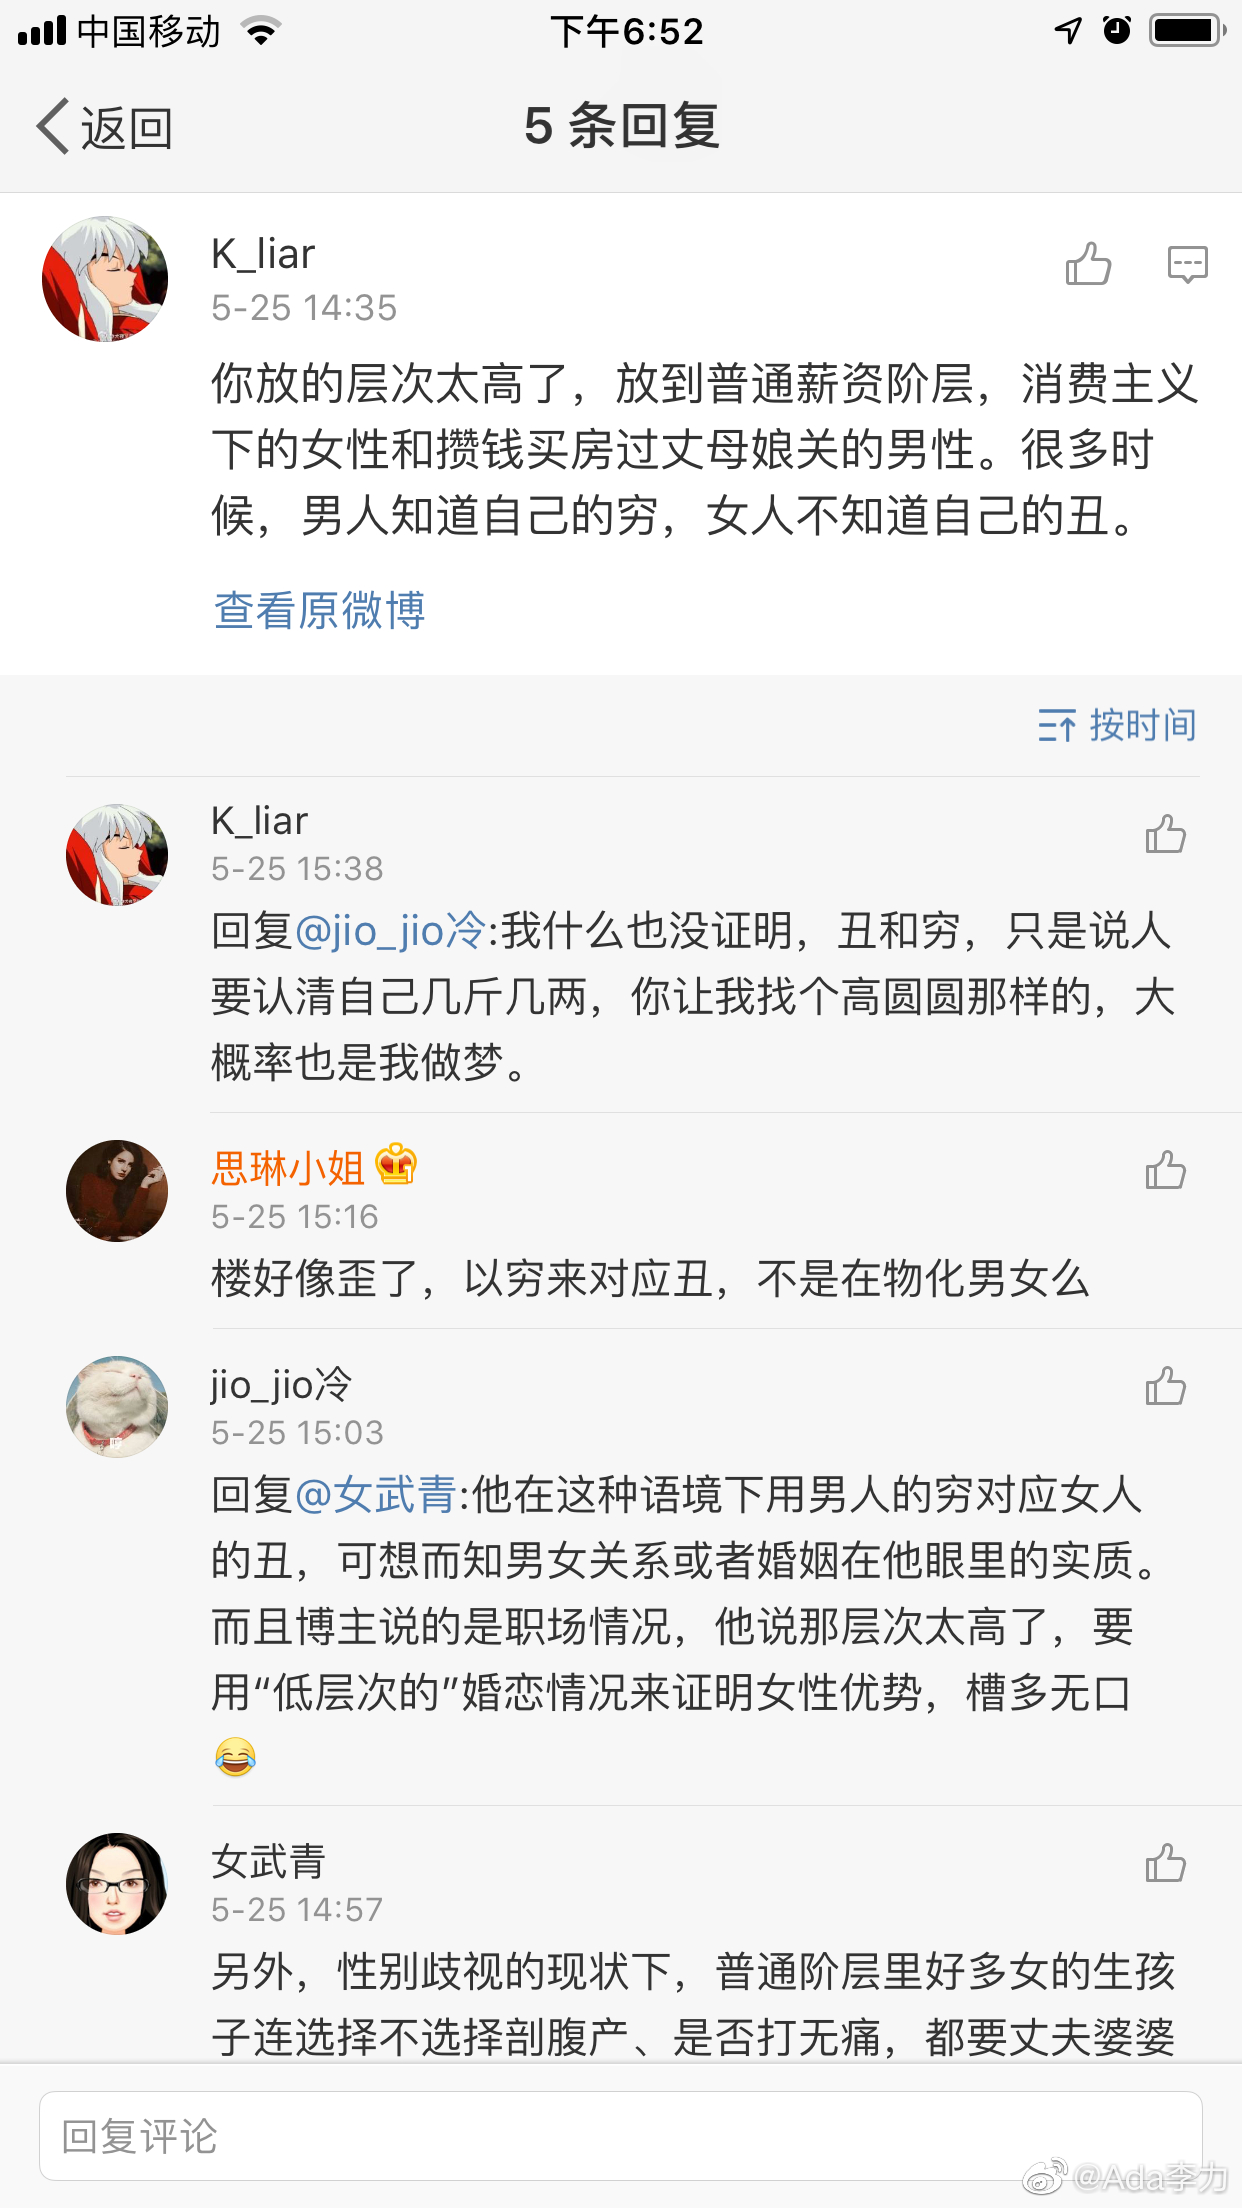 中国移动
下午6:52
返回
5 条回复
K_liar
5-25 14:35
你放的层次太高了，放到普通薪资阶层，消费主义
下的女性和攒钱买房过丈母娘关的男性。很多时
候，男人知道自己的穷，女人不知道自己的丑。
查看原微博
按时间
K_liar
5-25 15:38
回复@jio_jio冷:我什么也没证明，丑和穷，只是说人
要认清自己几斤几两，你让我找个高圆圆那样的，大
概率也是我做梦。
思琳小姐
5-25 15:16
楼好像歪了，以穷来对应丑，不是在物化男女么
jio_jio冷
5-25 15:03
回复@女武青:他在这种语境下用男人的穷对应女人
的丑，可想而知男女关系或者婚姻在他眼里的实质。
而且博主说的是职场情况，他说那层次太高了，要
用“低层次的”婚恋情况来证明女性优势，槽多无口
😂
女武青
5-25 14:57
另外，性别歧视的现状下，普通阶层里好多女的生孩
子连选择不选择剖腹产、是否打无痛，都要丈夫婆婆
回复评论
@Ada李力